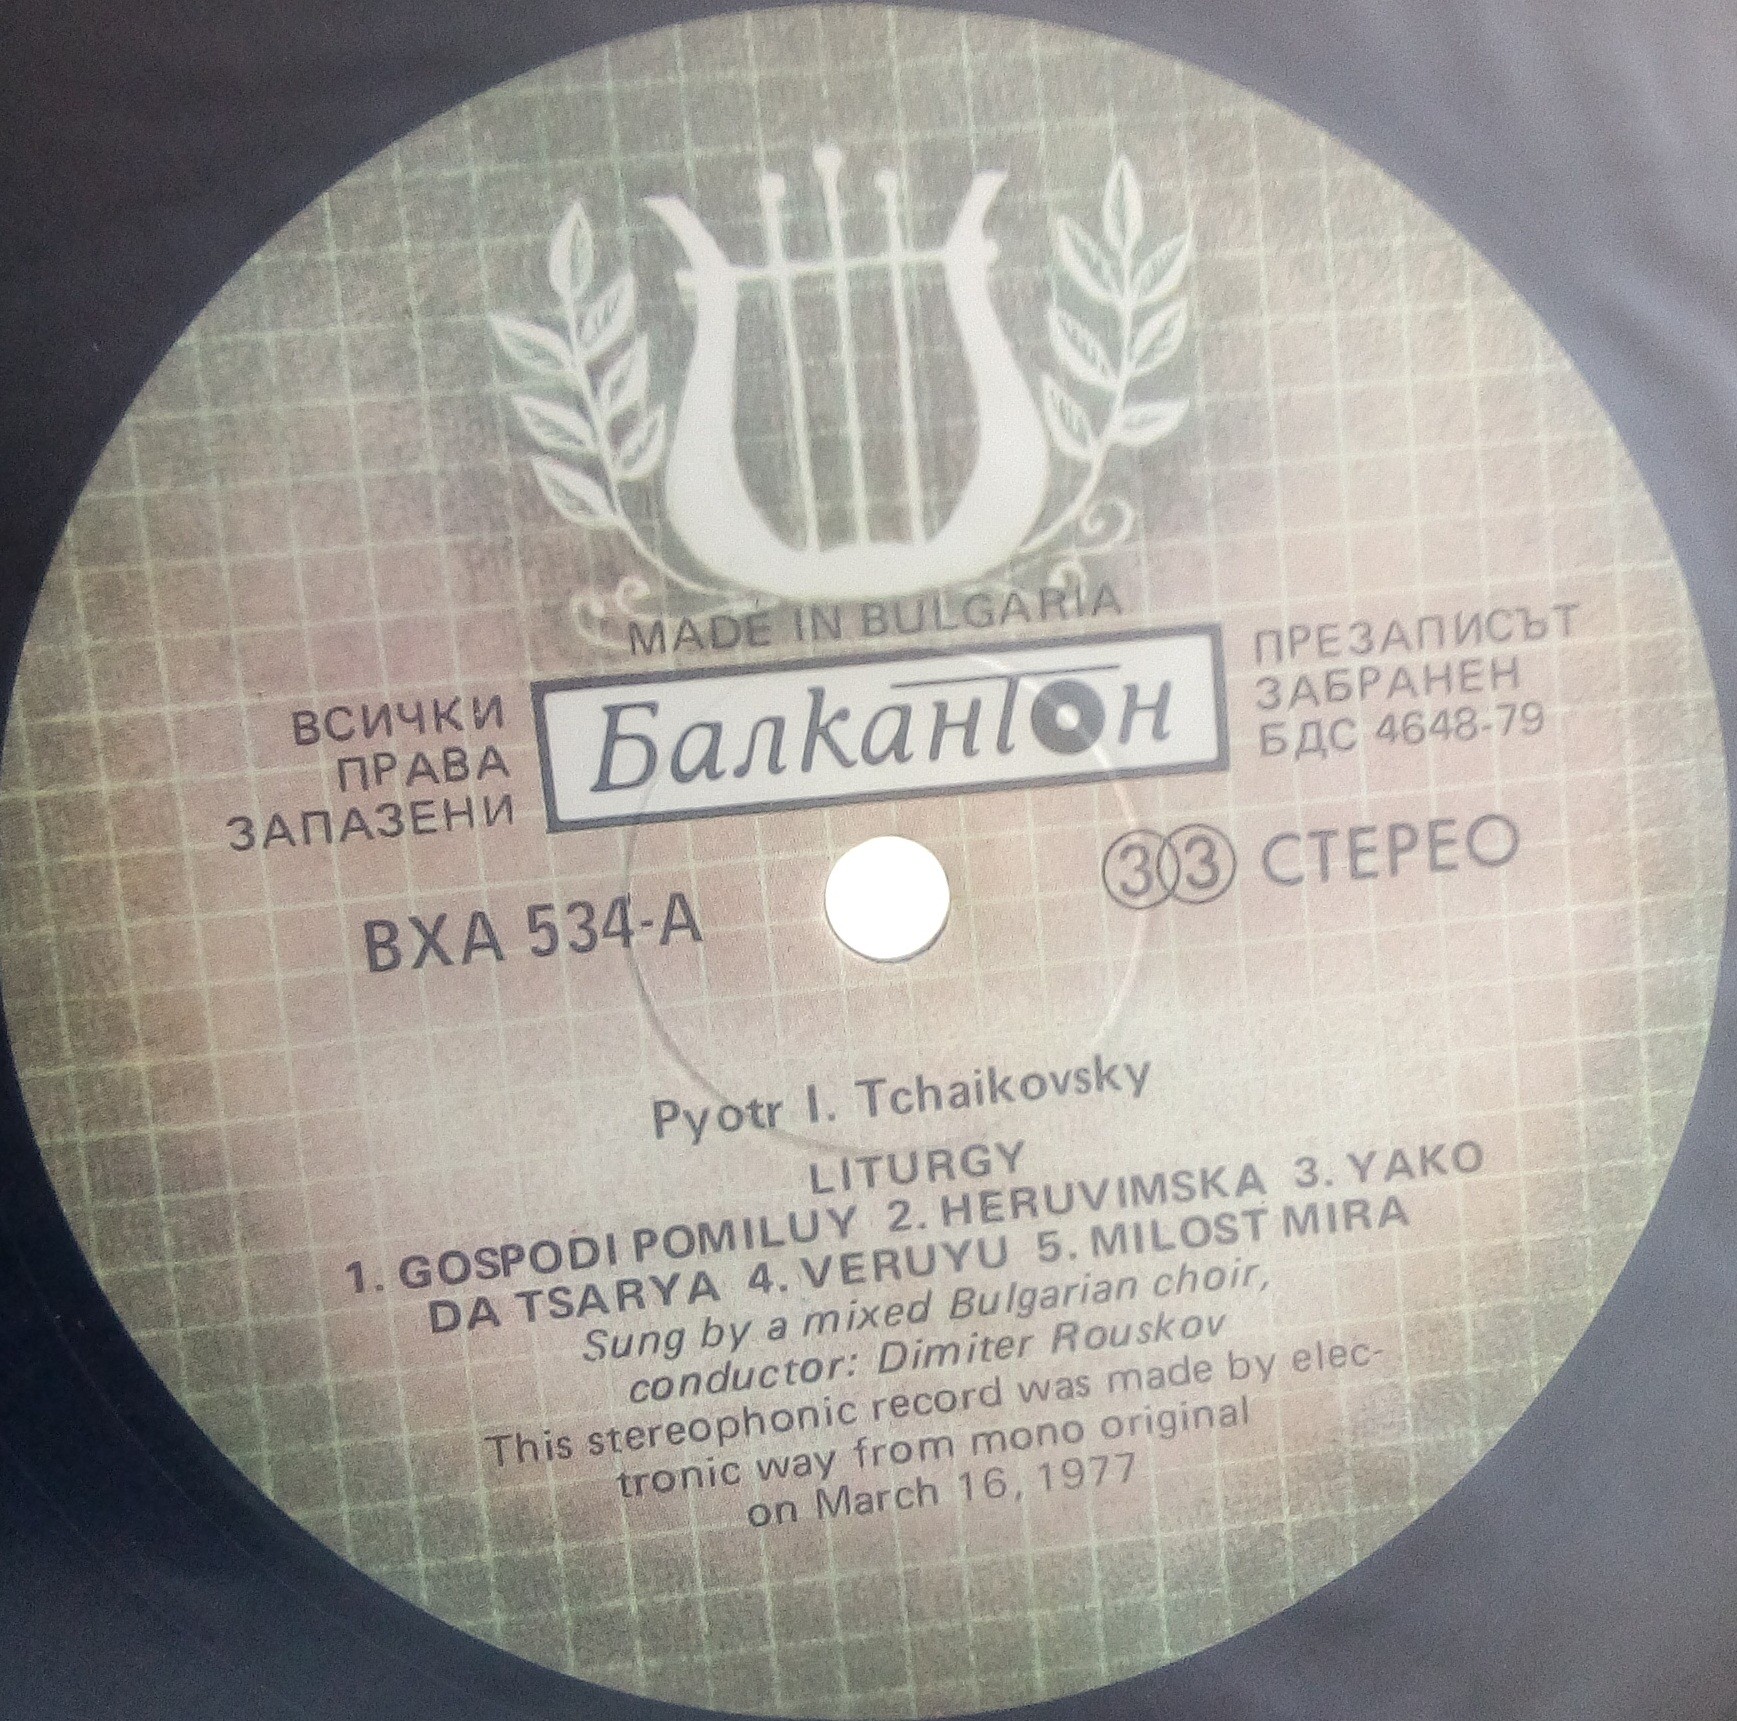 MADE IN BULGARIA
Балкантон
ВСИЧКИ
ПРАВА
ЗАПАЗЕНИ
ПРЕЗАПИСЪТ
ЗАБРАНЕН
БДС 4648-79
ВХА 534-А
33 СТЕРЕО
Pyotr I. Tchaikovsky
LITURGY
1. GOSPODI POMILUY 2. HERUVIMSKA 3. YAKO
DA TSARYA 4. VERUYU 5. MILOST MIRA
Sung by a mixed Bulgarian choir,
conductor: Dimiter Rouskov
This stereophonic record was made by elec-
tronic way from mono original
on March 16, 1977